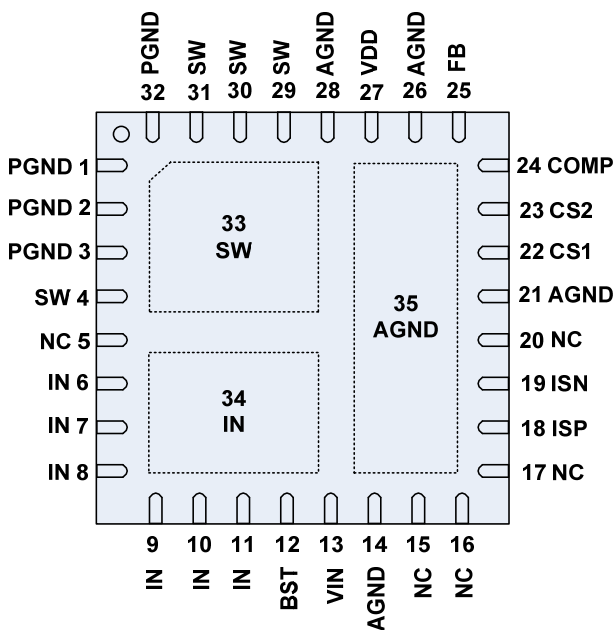 PGND SW SW SW AGND VDD AGND FB
32 31 30 29 28 27 26 25
PGND 1
PGND 2
PGND 3
SW 4
NC 5
IN 6
IN 7
IN 8
33
SW
34
IN
35
AGND
24 COMP
23 CS2
22 CS1
21 AGND
20 NC
19 ISN
18 ISP
17 NC
9 10 11 12 13 14 15 16
IN IN IN BST VIN AGND NC NC